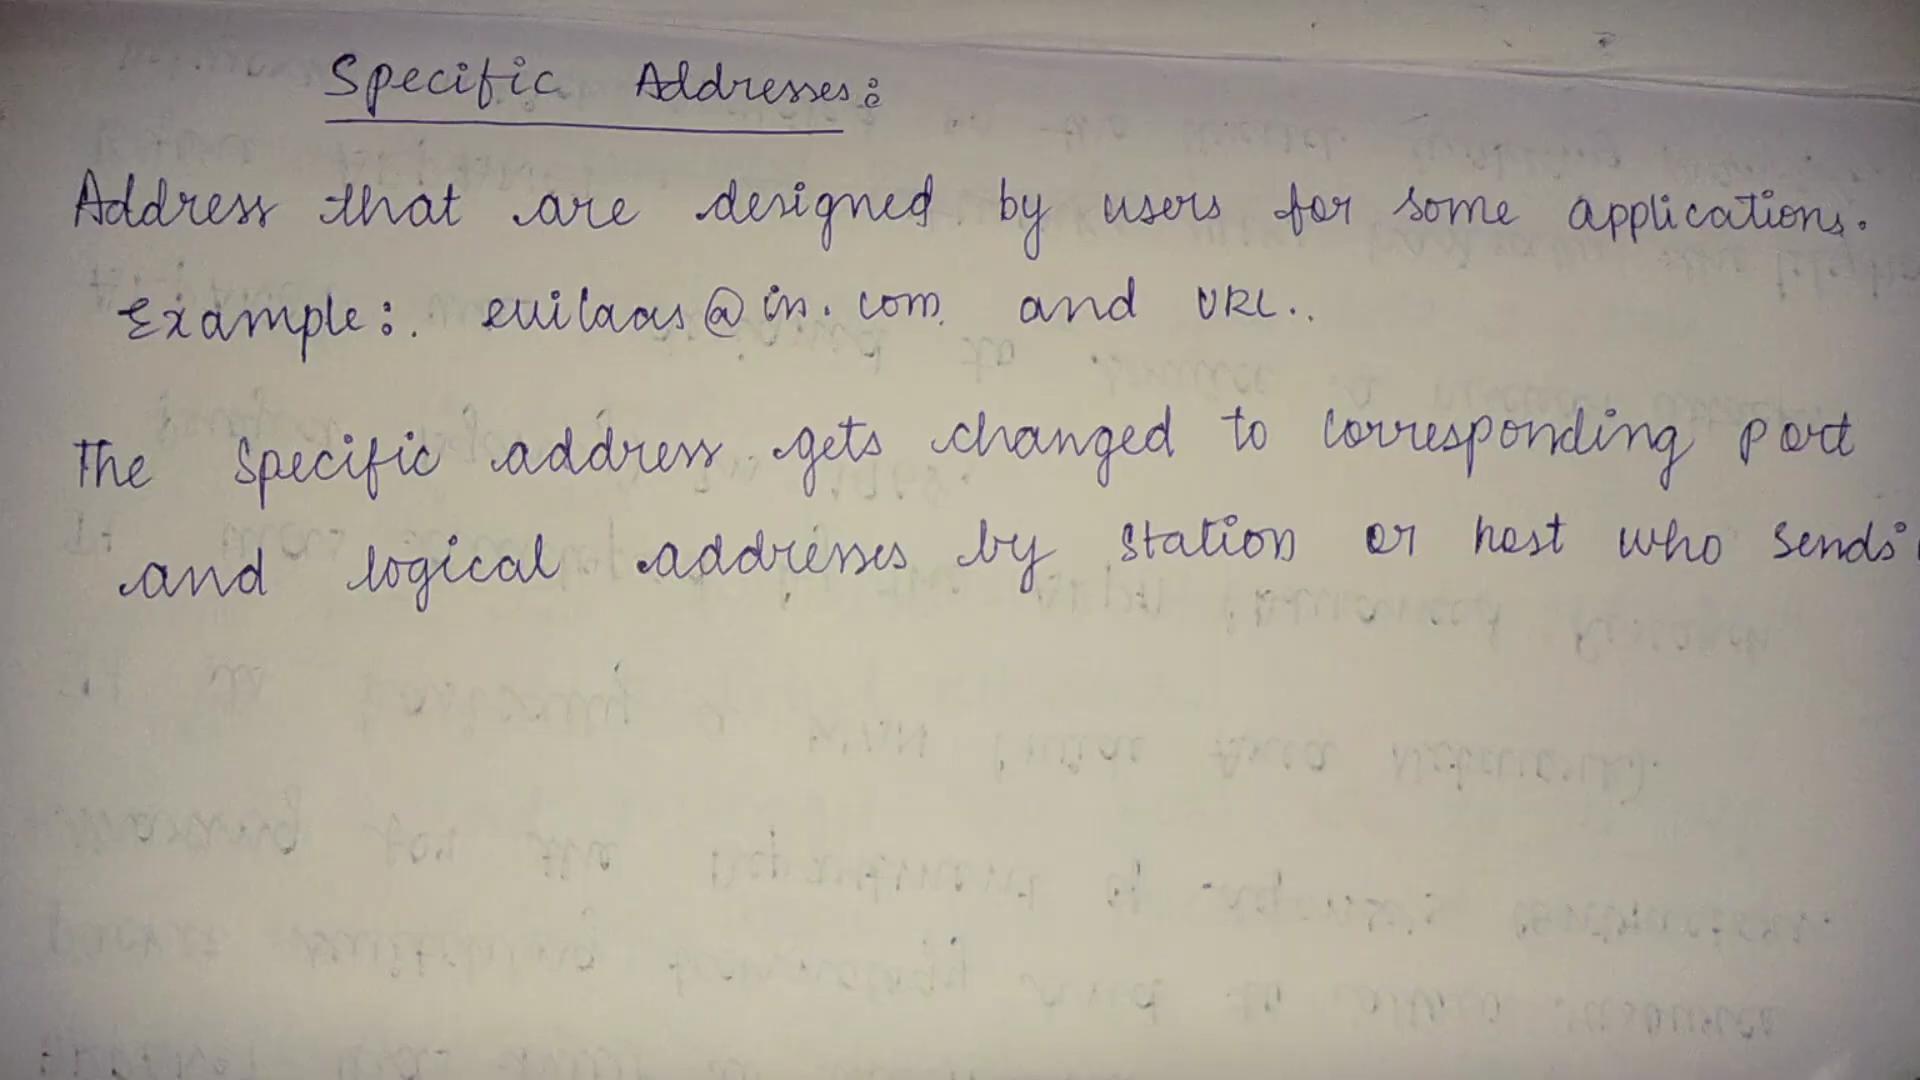 Specific Addresses:
Address that are designed by users for some applications.
Example:. evilaas@in.com. and URL..
The specific address gets changed to corresponding port
and logical addresses by station or host who sends